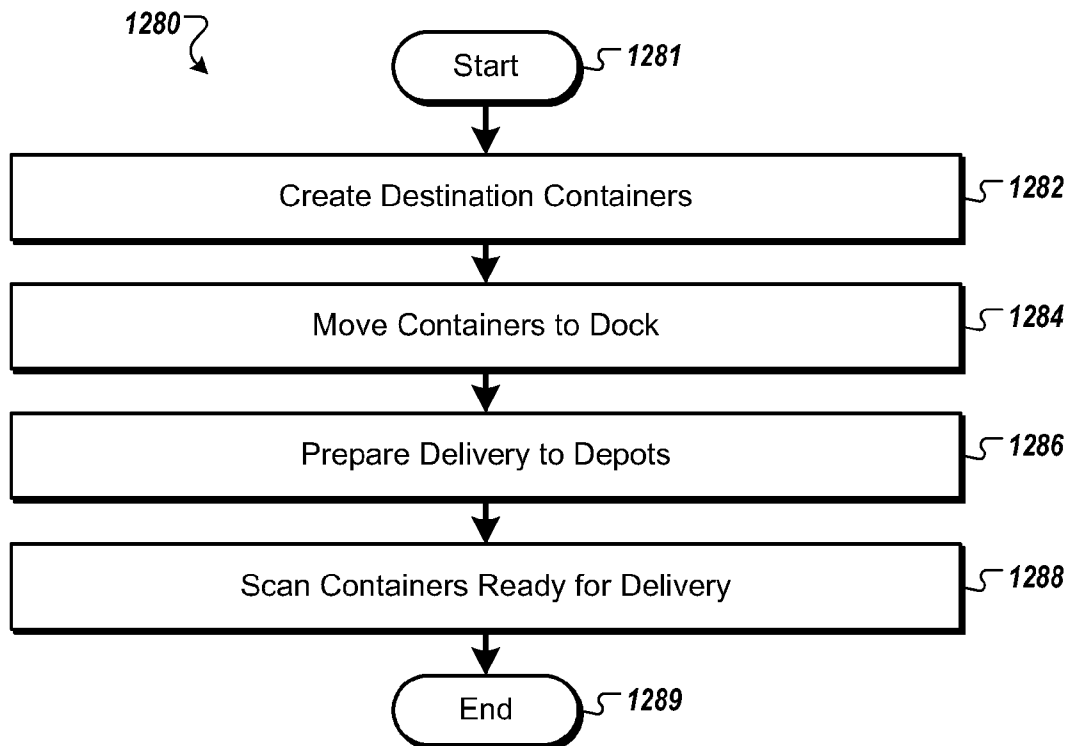 1280
Start
1281
Create Destination Containers
1282
Move Containers to Dock
1284
Prepare Delivery to Depots
1286
Scan Containers Ready for Delivery
1288
End
1289